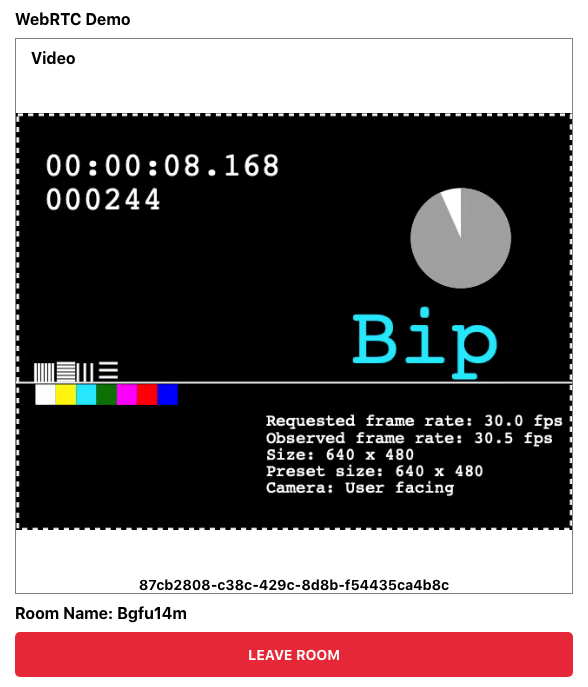 WebRTC Demo
Video
00:00:08.168
000244
Bip
Requested frame rate: 30.0 fps
Observed frame rate: 30.5 fps
Size: 640 x 480
Preset size: 640 x 480
Camera: User facing
87cb2808-c38c-429c-8d8b-f54435ca4b8c
Room Name: Bgfu14m
LEAVE ROOM